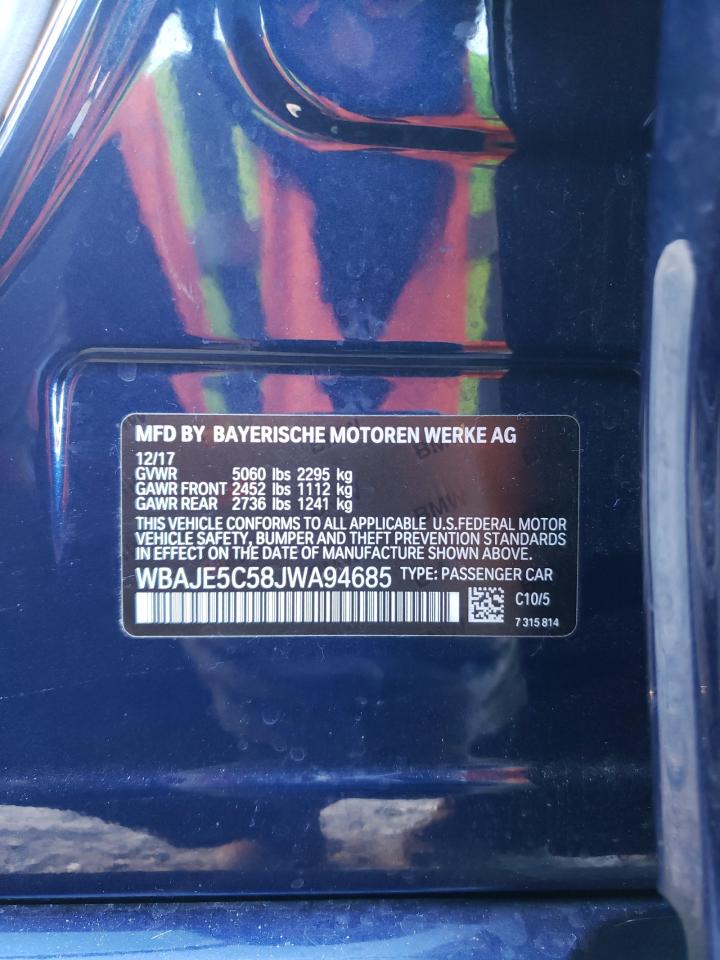 MFD BY BAYERISCHE MOTOREN WERKE AG
12/17
GVWR 5060 lbs 2295 kg
GAWR FRONT 2452 lbs 1112 kg
GAWR REAR 2736 lbs 1241 kg
THIS VEHICLE CONFORMS TO ALL APPLICABLE U.S.FEDERAL MOTOR
VEHICLE SAFETY, BUMPER AND THEFT PREVENTION STANDARDS
IN EFFECT ON THE DATE OF MANUFACTURE SHOWN ABOVE.
WBAJE5C58JWA94685 TYPE: PASSENGER CAR
C10/5
7 315 814
BMW
BMW